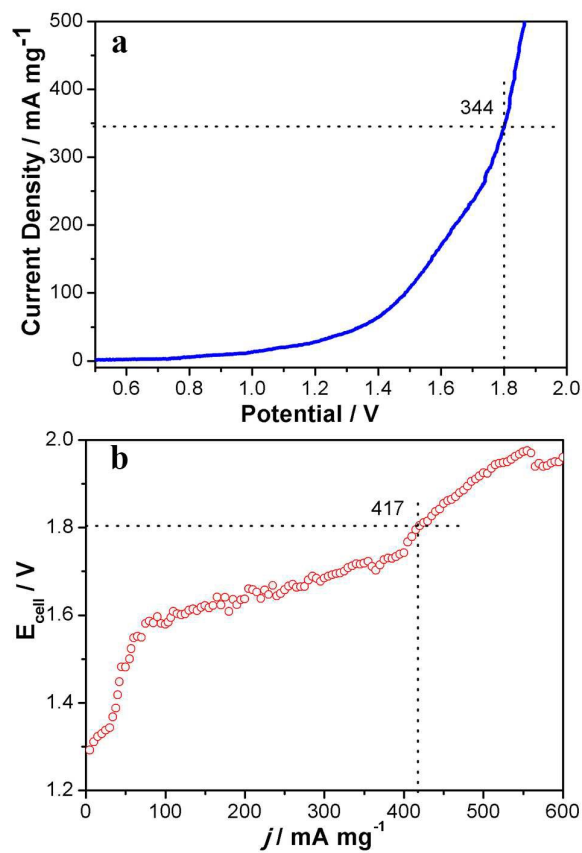 a
500
400
300
200
100
0
Current Density / mA mg-1
344
0.6 0.8 1.0 1.2 1.4 1.6 1.8 2.0
Potential / V
b
2.0
1.8
1.6
1.4
1.2
Ecell / V
417
0 100 200 300 400 500 600
j / mA mg-1